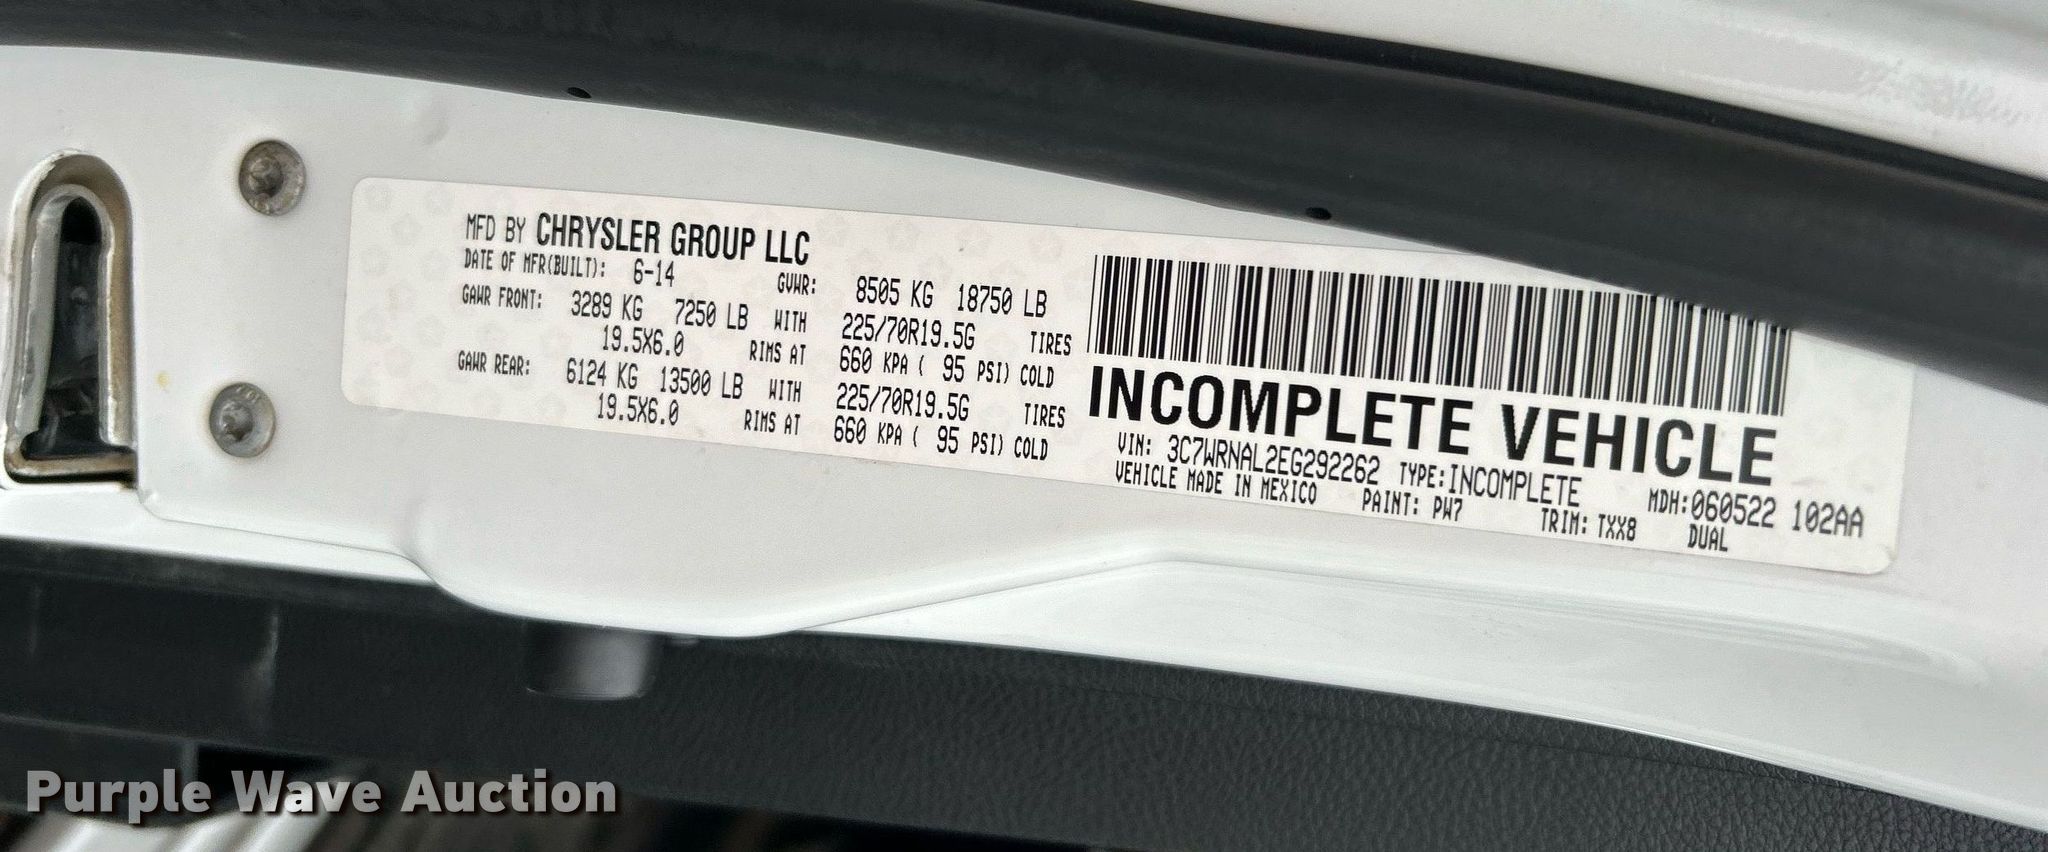 MFD BY CHRYSLER GROUP LLC
DATE OF MFR(BUILT): 6-14 GVWR: 8505 KG 18750 LB
GAWR FRONT: 3289 KG 7250 LB WITH 225/70R19.5G TIRES
19.5X6.0 RIMS AT 660 KPA ( 95 PSI) COLD
GAWR REAR: 6124 KG 13500 LB WITH 225/70R19.5G TIRES
19.5X6.0 RIMS AT 660 KPA ( 95 PSI) COLD
INCOMPLETE VEHICLE
VIN: 3C7WRNAL2EG292262 TYPE:INCOMPLETE MDH:060522 102AA
VEHICLE MADE IN MEXICO PAINT: PW7 TRIM: TXX8 DUAL
Purple Wave Auction